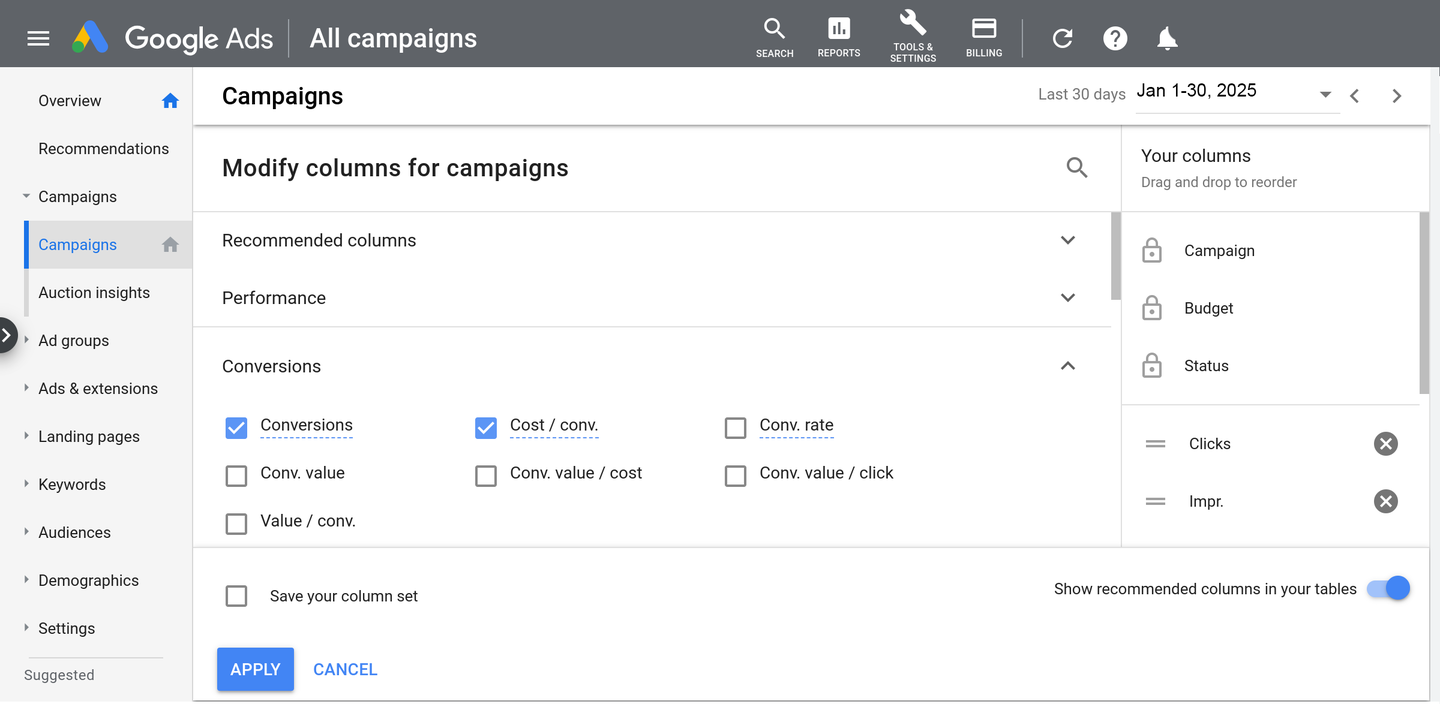 Google Ads
All campaigns
SEARCH
REPORTS
TOOLS &
SETTINGS
BILLING
Overview
Recommendations
Campaigns
Campaigns
Auction insights
Ad groups
Ads & extensions
Landing pages
Keywords
Audiences
Demographics
Settings
Suggested
Campaigns
Last 30 days
Jan 1-30, 2025
Modify columns for campaigns
Recommended columns
Performance
Conversions
Conversions
Cost / conv.
Conv. rate
Conv. value
Conv. value / cost
Conv. value / click
Value / conv.
Your columns
Drag and drop to reorder
Campaign
Budget
Status
Clicks
Impr.
Save your column set
Show recommended columns in your tables
APPLY
CANCEL